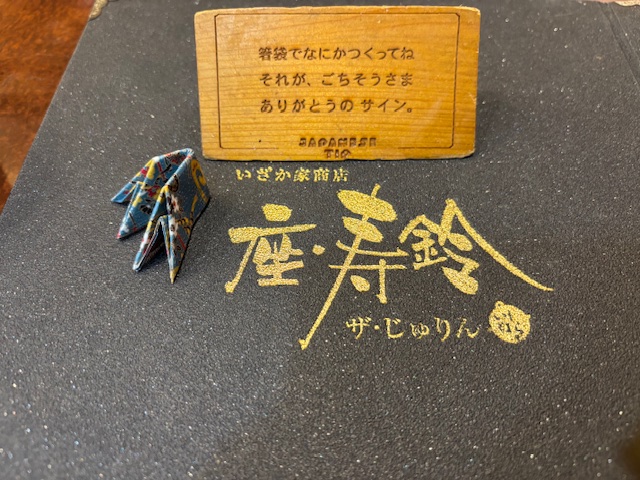 箸袋でなにかつくってね
それが、ごちそうさま
ありがとうの サイン。
JAPANESE
TIP
いざか家商店
座・寿鈴
ザ・じゅりん